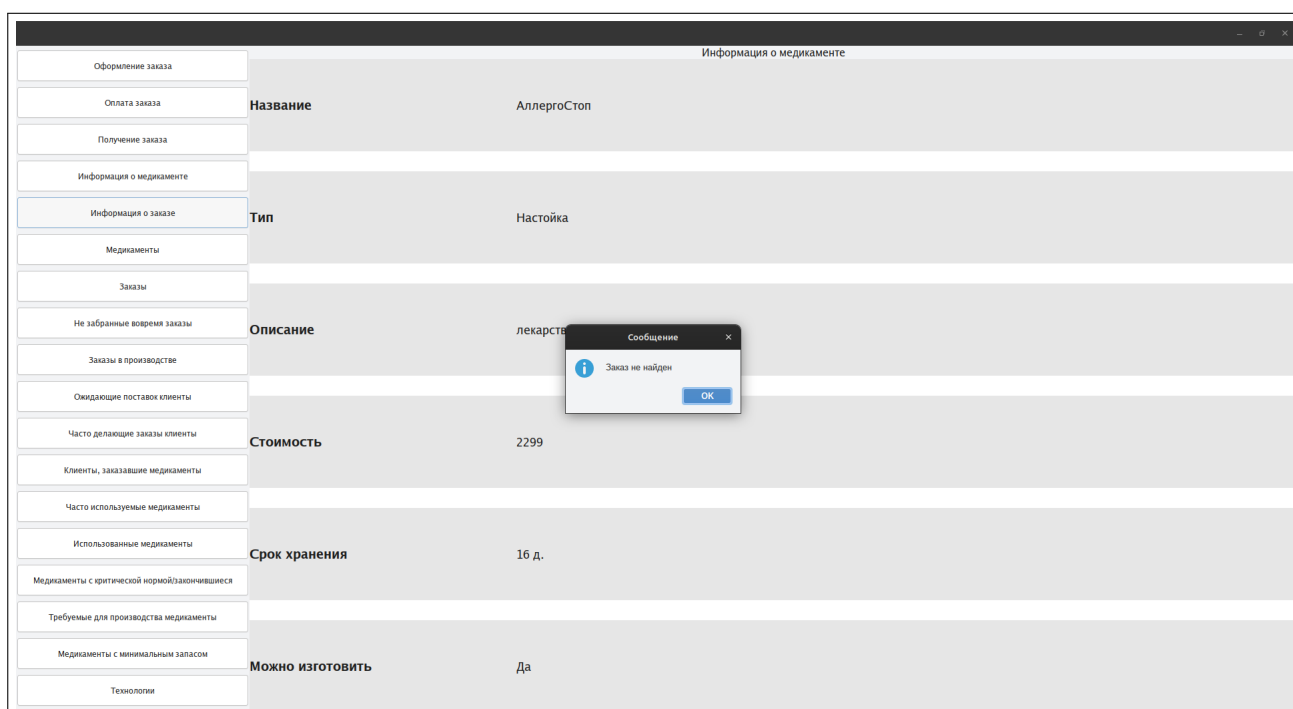 Информация о медикаменте
Оформление заказа
Оплата заказа
Получение заказа
Информация о медикаменте
Информация о заказе
Медикаменты
Заказы
Не забранные вовремя заказы
Заказы в производстве
Ожидающие поставок клиенты
Часто делающие заказы клиенты
Клиенты, заказавшие медикаменты
Часто используемые медикаменты
Использованные медикаменты
Медикаменты с критической нормой/закончившиеся
Требуемые для производства медикаменты
Медикаменты с минимальным запасом
Технологии
Название АллергоСтоп
Тип Настойка
Описание
Стоимость 2299
Срок хранения 16 д.
Можно изготовить Да
Сообщение
Заказ не найден
OK